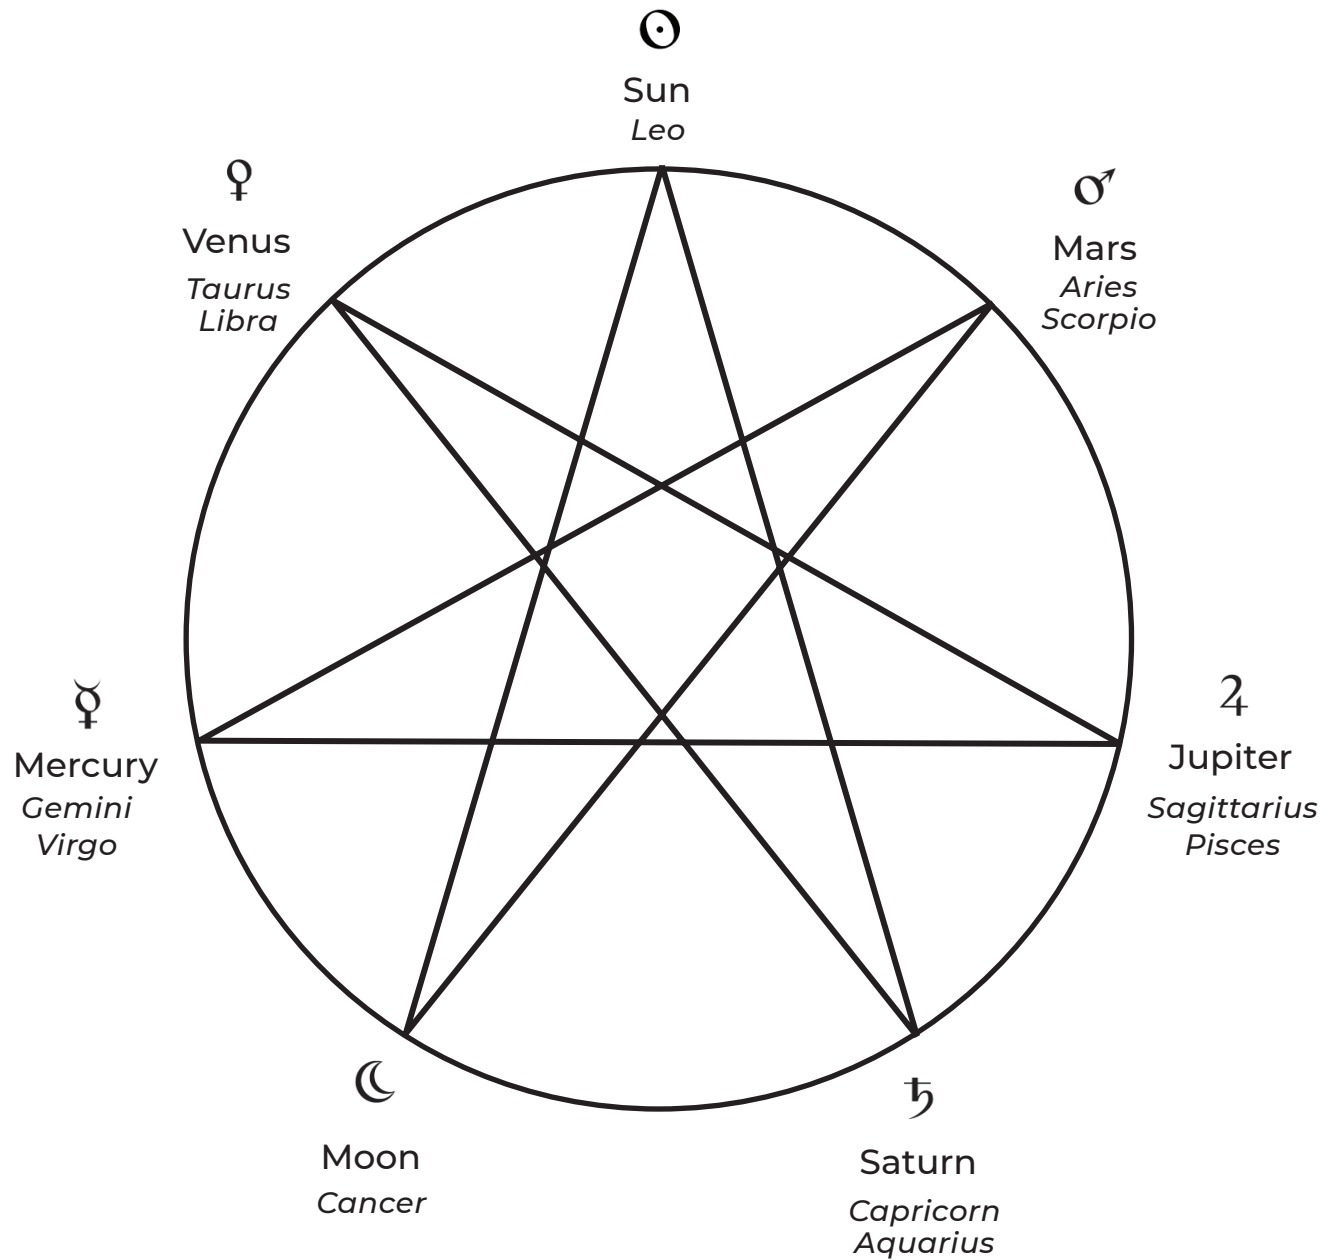 Sun
Leo
Venus
Taurus
Libra
Mars
Aries
Scorpio
Mercury
Gemini
Virgo
Jupiter
Sagittarius
Pisces
Moon
Cancer
Saturn
Capricorn
Aquarius